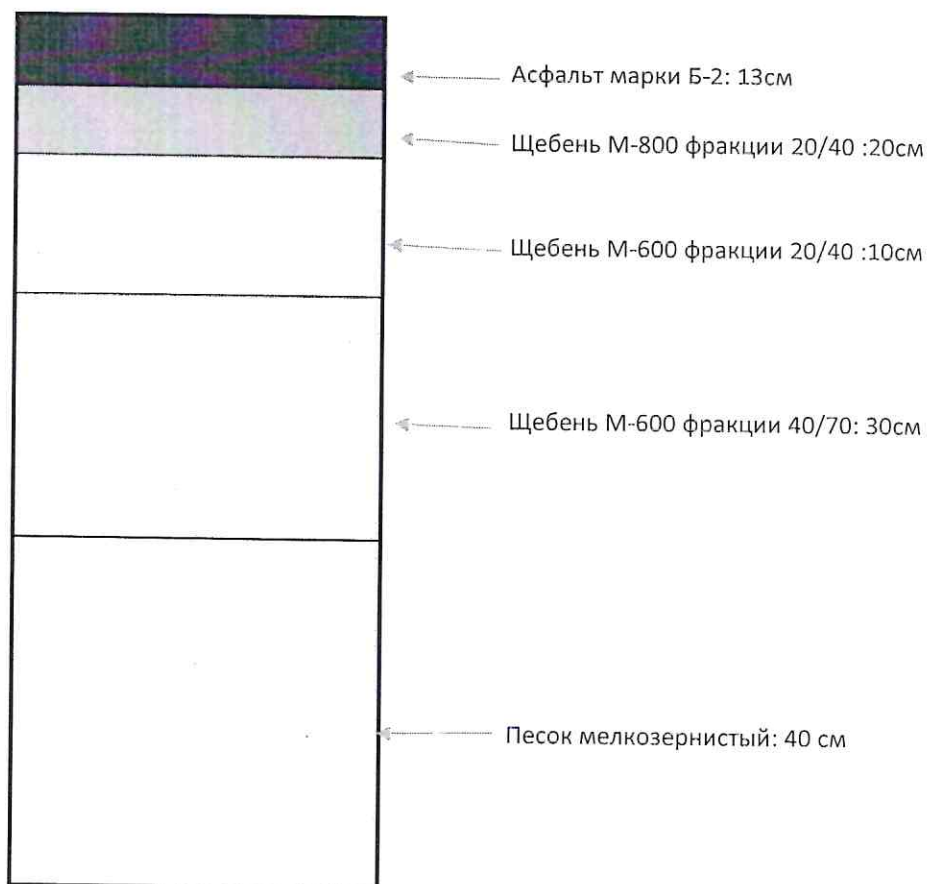 Асфальт марки Б-2: 13см
Щебень М-800 фракции 20/40 :20см
Щебень М-600 фракции 20/40 :10см
Щебень М-600 фракции 40/70: 30см
Песок мелкозернистый: 40 см